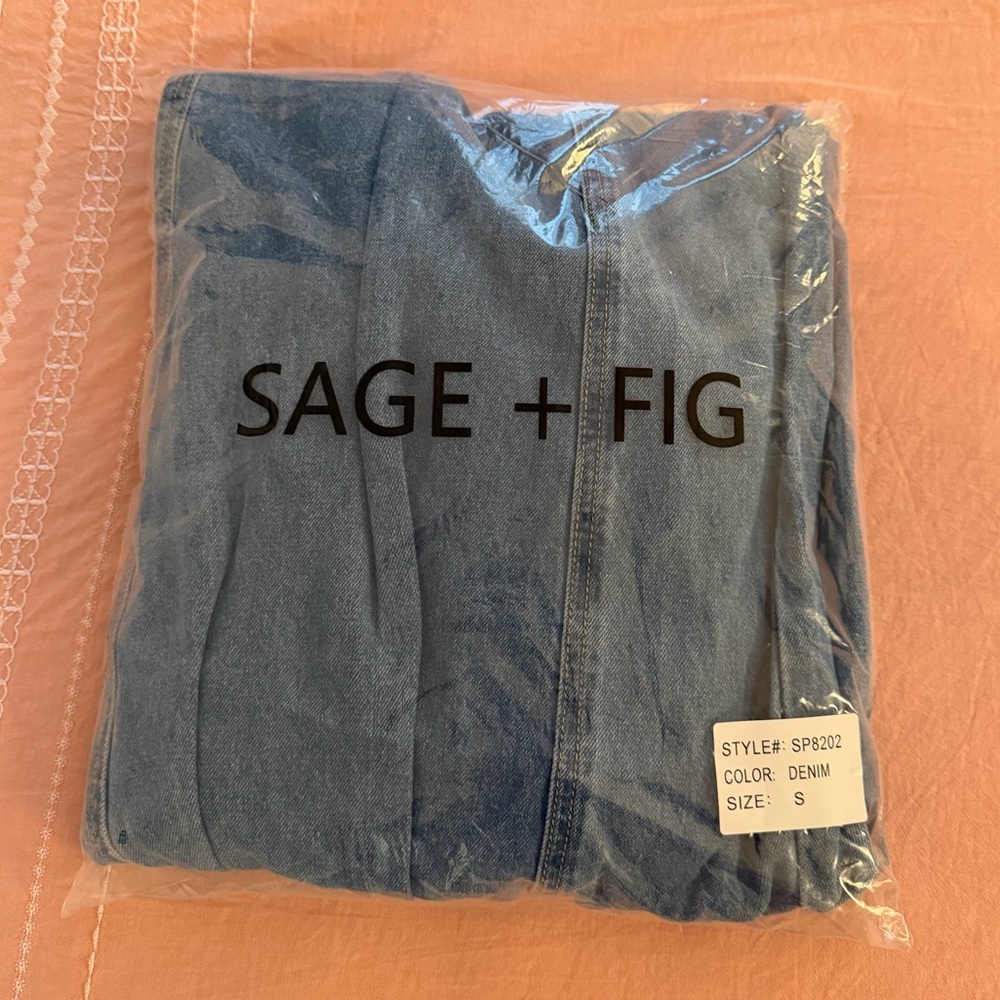 SAGE + FIG
STYLE#: SP8202
COLOR: DENIM
SIZE: S